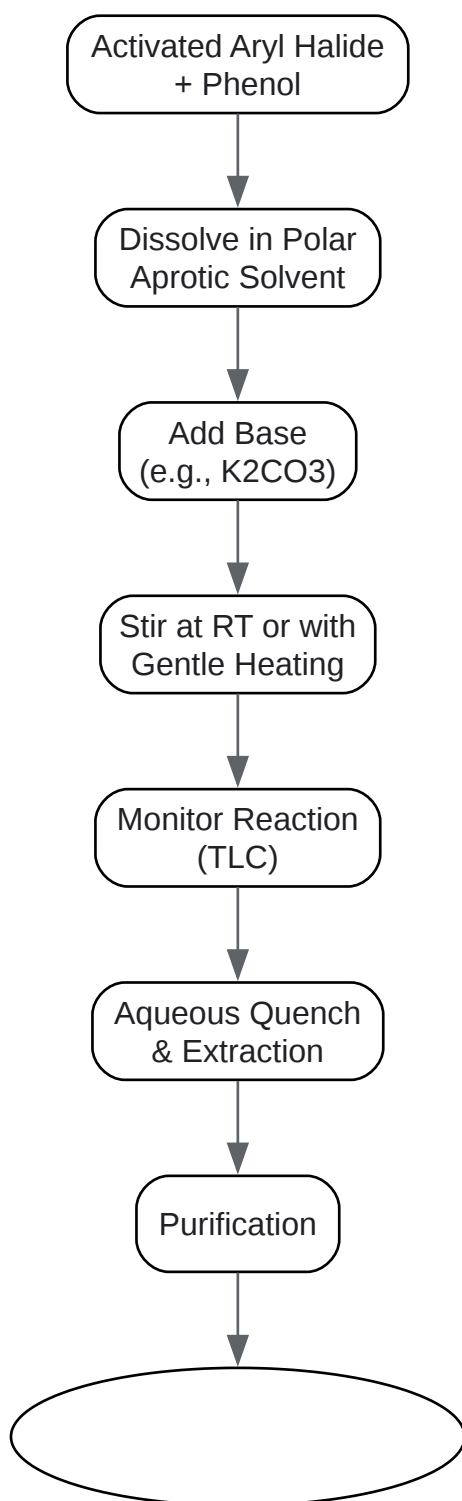 Activated Aryl Halide
+ Phenol
Dissolve in Polar
Aprotic Solvent
Add Base
(e.g., K2CO3)
Stir at RT or with
Gentle Heating
Monitor Reaction
(TLC)
Aqueous Quench
& Extraction
Purification